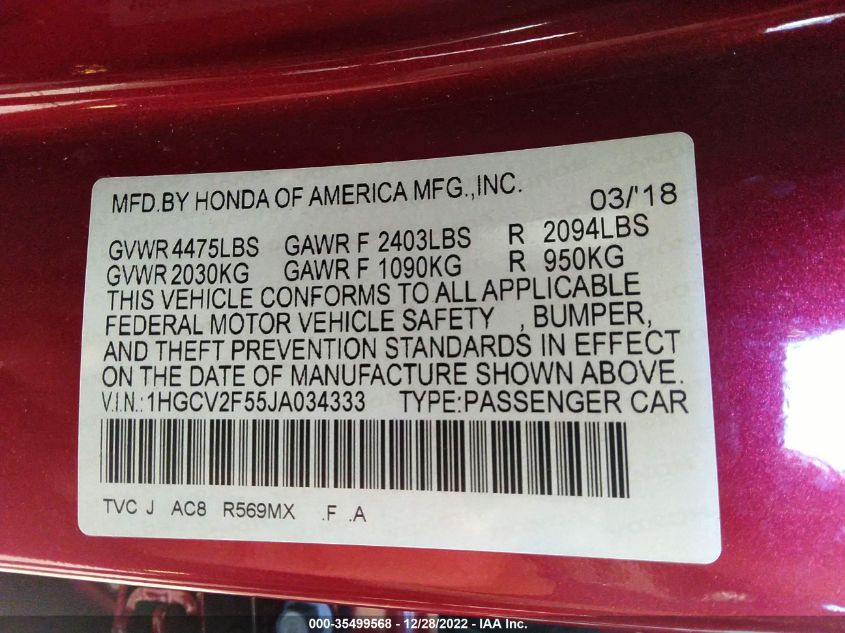 MFD.BY HONDA OF AMERICA MFG.,INC. 03/'18
GVWR 4475LBS GAWR F 2403LBS R 2094LBS
GVWR 2030KG GAWR F 1090KG R 950KG
THIS VEHICLE CONFORMS TO ALL APPLICABLE
FEDERAL MOTOR VEHICLE SAFETY , BUMPER,
AND THEFT PREVENTION STANDARDS IN EFFECT
ON THE DATE OF MANUFACTURE SHOWN ABOVE.
V.I.N.:1HGCV2F55JA034333 TYPE:PASSENGER CAR
TVC J AC8 R569MX .F .A
000-35499568 - 12/28/2022 - IAA Inc.